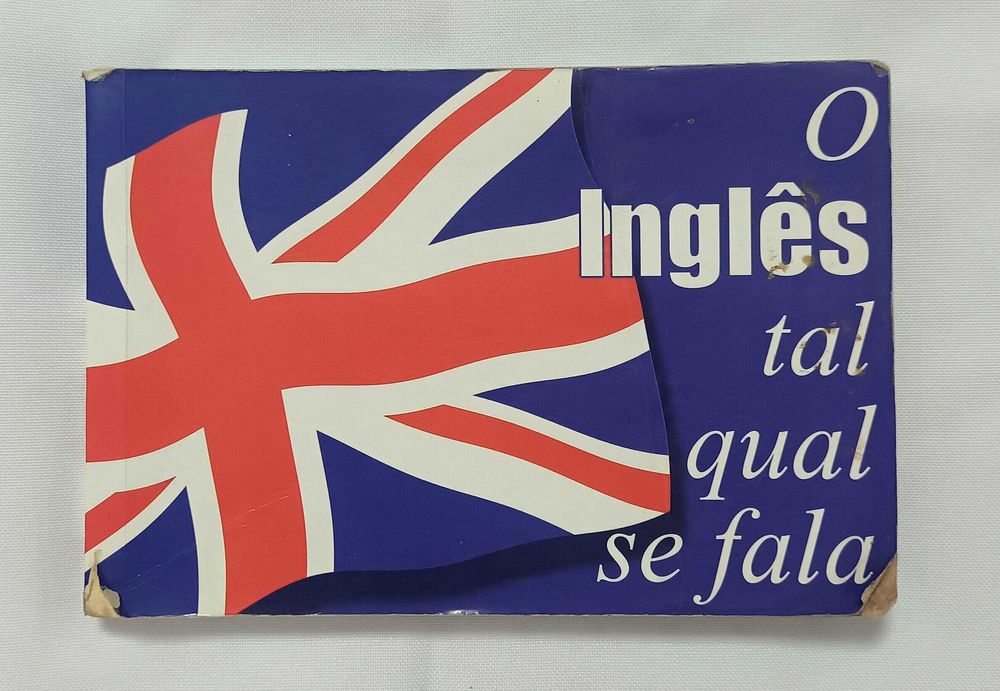 O
Inglês
tal
qual
se fala